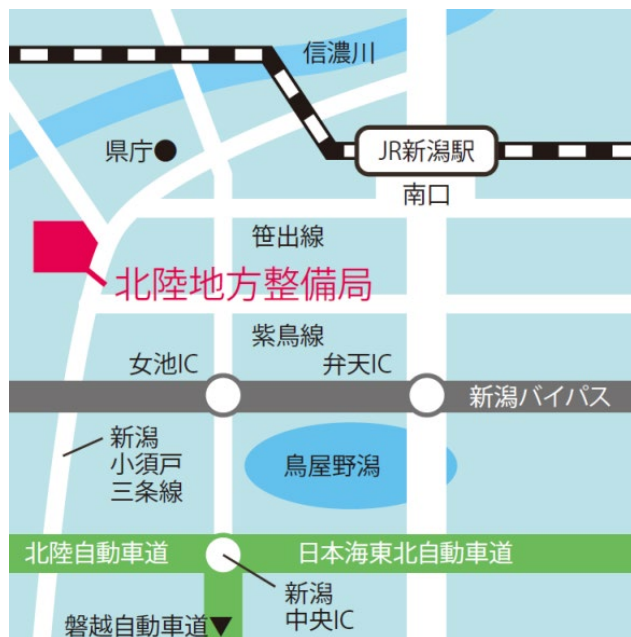 信濃川
県庁●
JR新潟駅
南口
笹出線
北陸地方整備局
紫鳥線
女池IC
弁天IC
新潟バイパス
新潟
小須戸
三条線
鳥屋野潟
北陸自動車道
日本海東北自動車道
新潟
中央IC
磐越自動車道▼